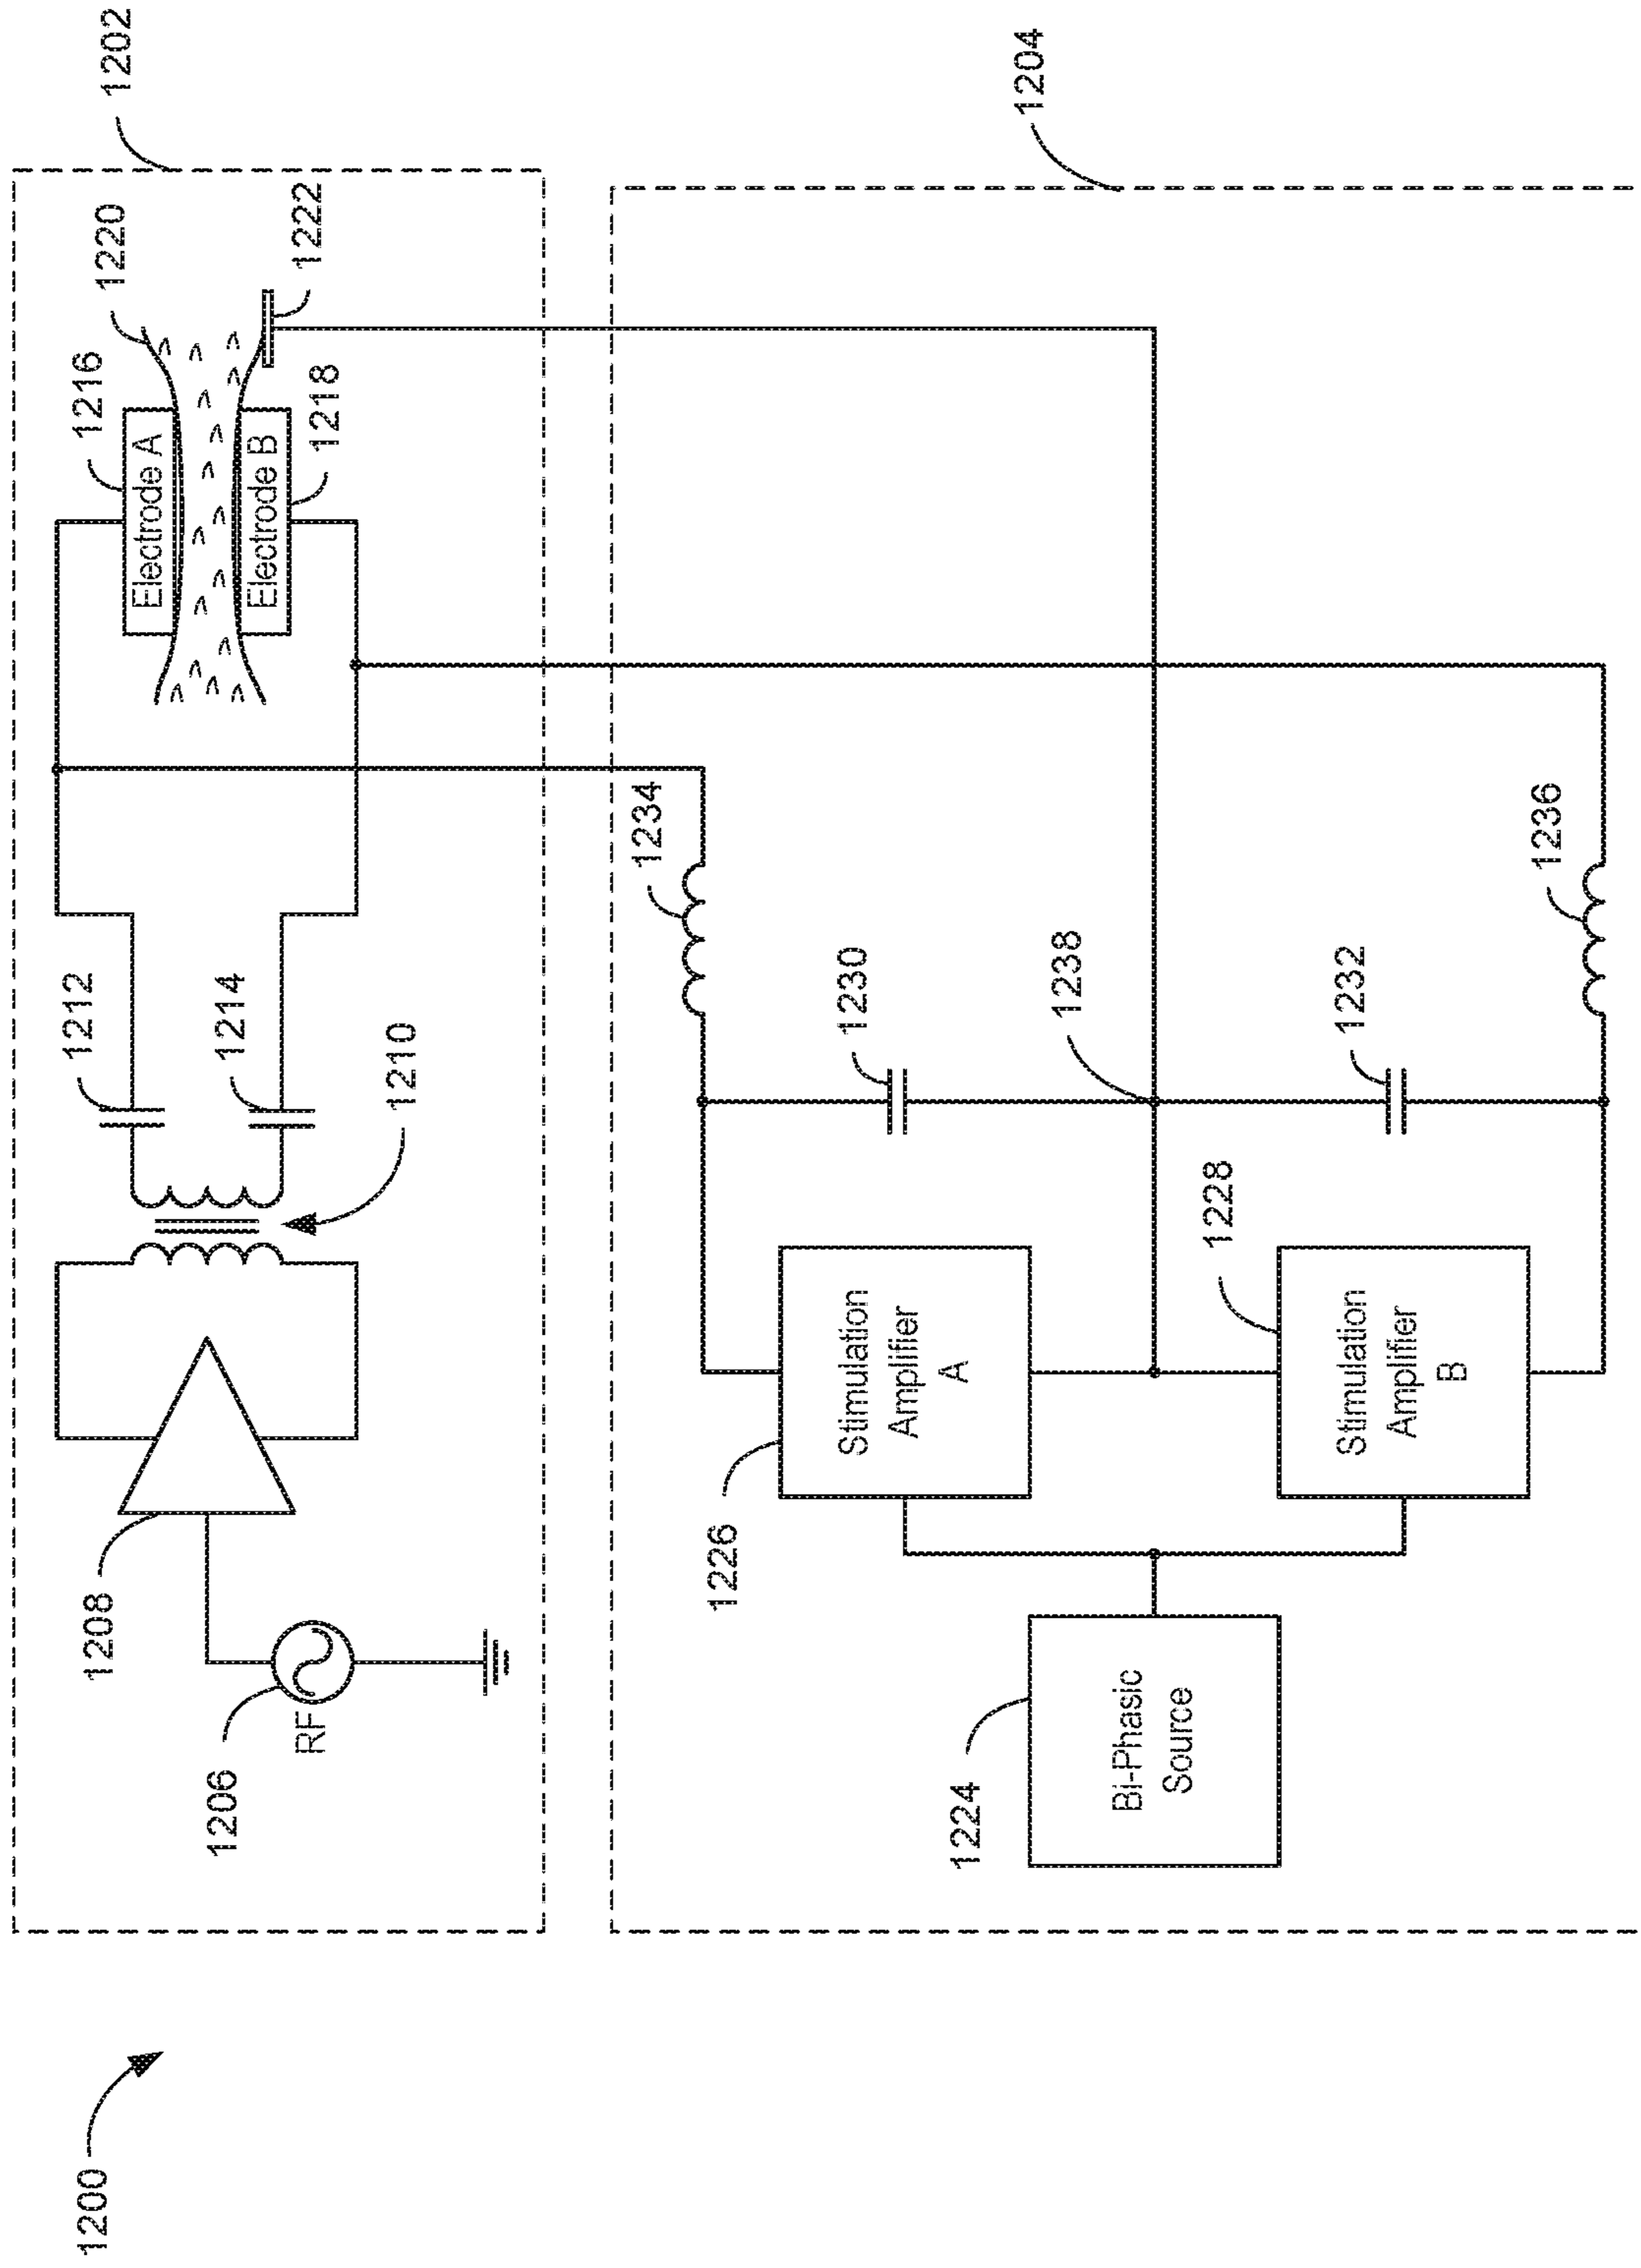 1200
1202
1212
1216
1208
1220
Electrode A
1206
1214
Electrode B
1222
RF
1218
1210
1234
1226
Stimulation
Amplifier
A
1230
1224
1204
1238
Bi-Phasic
Source
1228
Stimulation
Amplifier
B
1232
1236